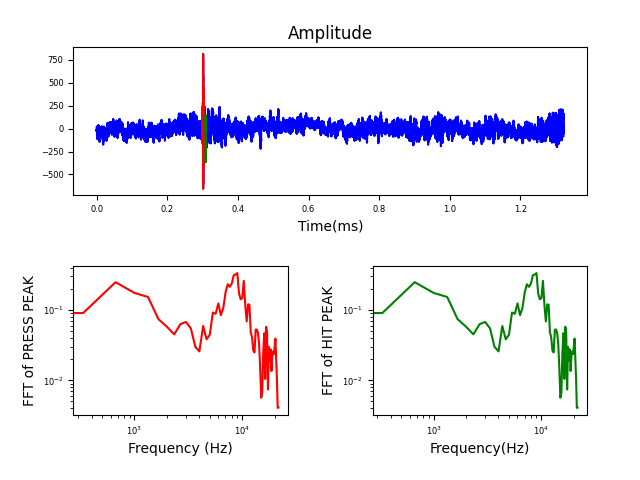 Amplitude
750
500
250
0
−250
−500
0.0 0.2 0.4 0.6 0.8 1.0 1.2
Time(ms)
FFT of PRESS PEAK
10⁻¹
10⁻²
10³ 10⁴
Frequency (Hz)
FFT of HIT PEAK
10⁻¹
10⁻²
10³ 10⁴
Frequency(Hz)